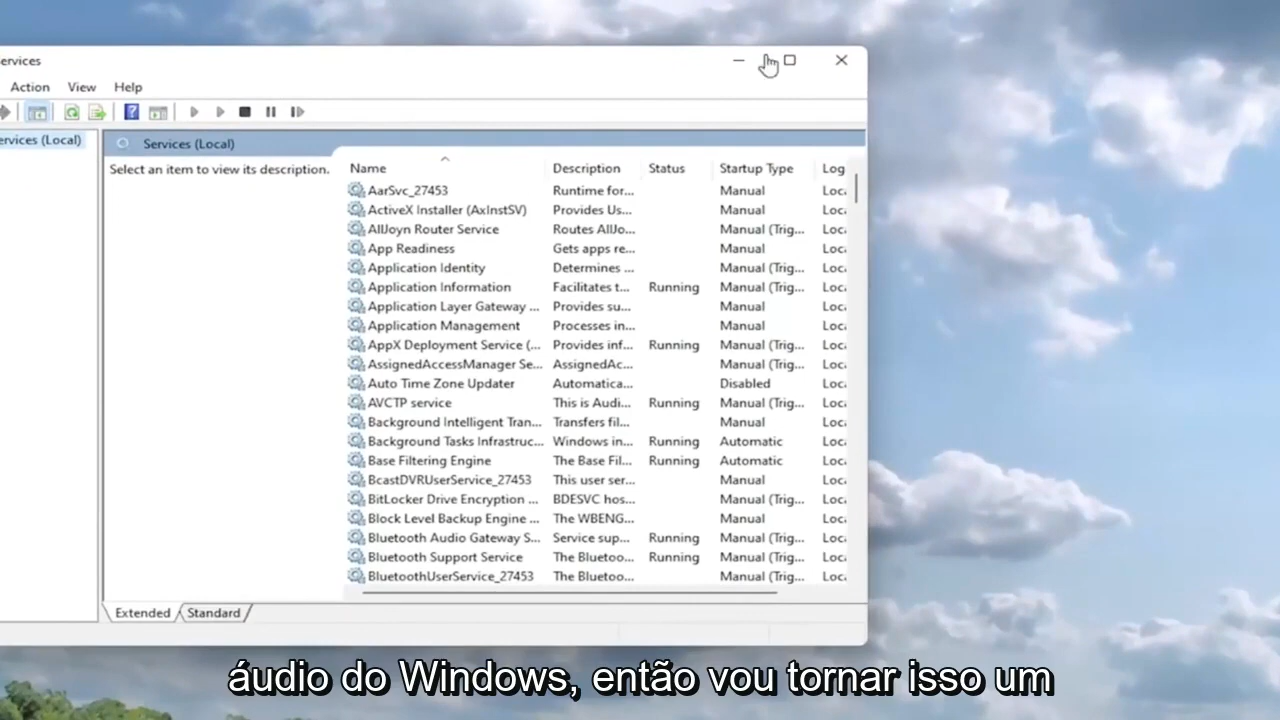 ervices
Action View Help
ervices (Local)
Services (Local)
Select an item to view its description.
Name Description Status Startup Type Log
AarSvc_27453 Runtime for... Manual Loca
ActiveX Installer (AxInstSV) Provides Us... Manual Loca
AllJoyn Router Service Routes AllJo... Manual (Trig... Loca
App Readiness Gets apps re... Manual Loca
Application Identity Determines ... Manual (Trig... Loca
Application Information Facilitates t... Running Manual (Trig... Loca
Application Layer Gateway ... Provides su... Manual Loca
Application Management Processes in... Manual Loca
AppX Deployment Service (... Provides inf... Running Manual (Trig... Loca
AssignedAccessManager Se... AssignedAc... Manual (Trig... Loca
Auto Time Zone Updater Automatica... Disabled Loca
AVCTP service This is Audi... Running Manual (Trig... Loca
Background Intelligent Tran... Transfers fil... Manual Loca
Background Tasks Infrastruc... Windows in... Running Automatic Loca
Base Filtering Engine The Base Fil... Running Automatic Loca
BcastDVRUserService_27453 This user ser... Manual Loca
BitLocker Drive Encryption ... BDESVC hos... Manual (Trig... Loca
Block Level Backup Engine ... The WBENG... Manual Loca
Bluetooth Audio Gateway S... Service sup... Running Manual (Trig... Loca
Bluetooth Support Service The Bluetoo... Running Manual (Trig... Loca
BluetoothUserService_27453 The Bluetoo... Manual (Trig... Loca
Extended Standard
áudio do Windows, então vou tornar isso um